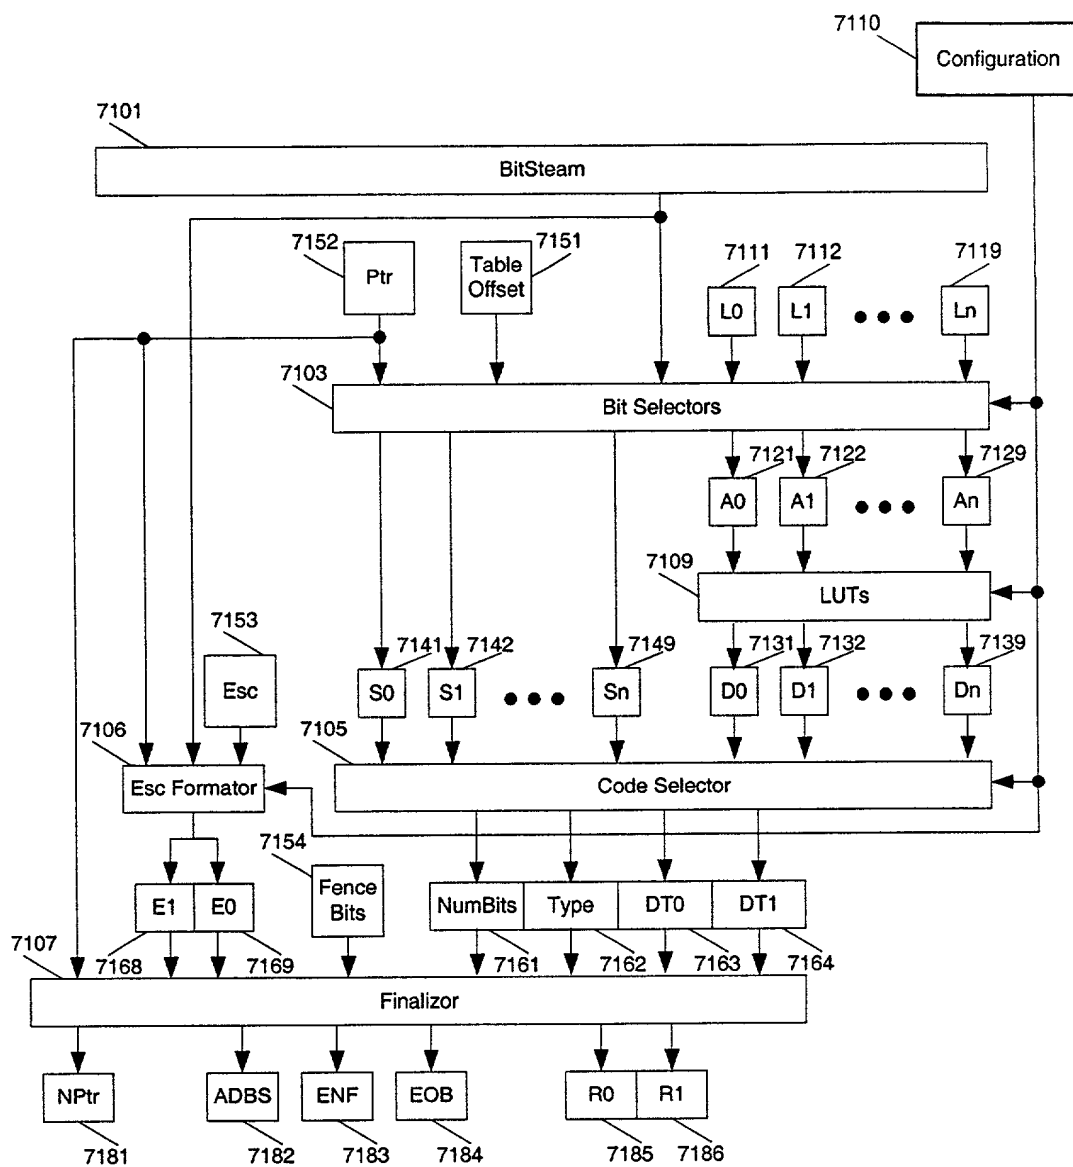 7110
Configuration
7101
BitSteam
7152
Ptr
7151
Table
Offset
7111
7112
7119
L0
L1
Ln
7103
Bit Selectors
7121
7122
7129
A0
A1
An
7109
LUTs
7153
Esc
7141
7142
7149
7131
7132
7139
S0
S1
Sn
D0
D1
Dn
7106
7105
Esc Formator
Code Selector
7154
Fence
Bits
E1
E0
NumBits
Type
DT0
DT1
7107
7168
7169
7161
7162
7163
7164
Finalizor
NPtr
ADBS
ENF
EOB
R0
R1
7181
7182
7183
7184
7185
7186